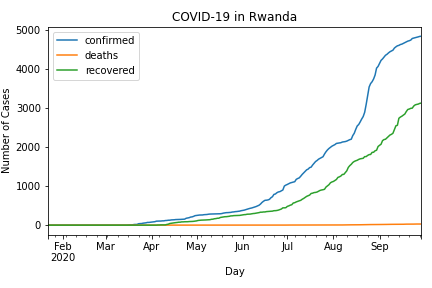 COVID-19 in Rwanda
confirmed
deaths
recovered
Number of Cases
5000
4000
3000
2000
1000
0
Feb Mar Apr May Jun Jul Aug Sep
2020
Day